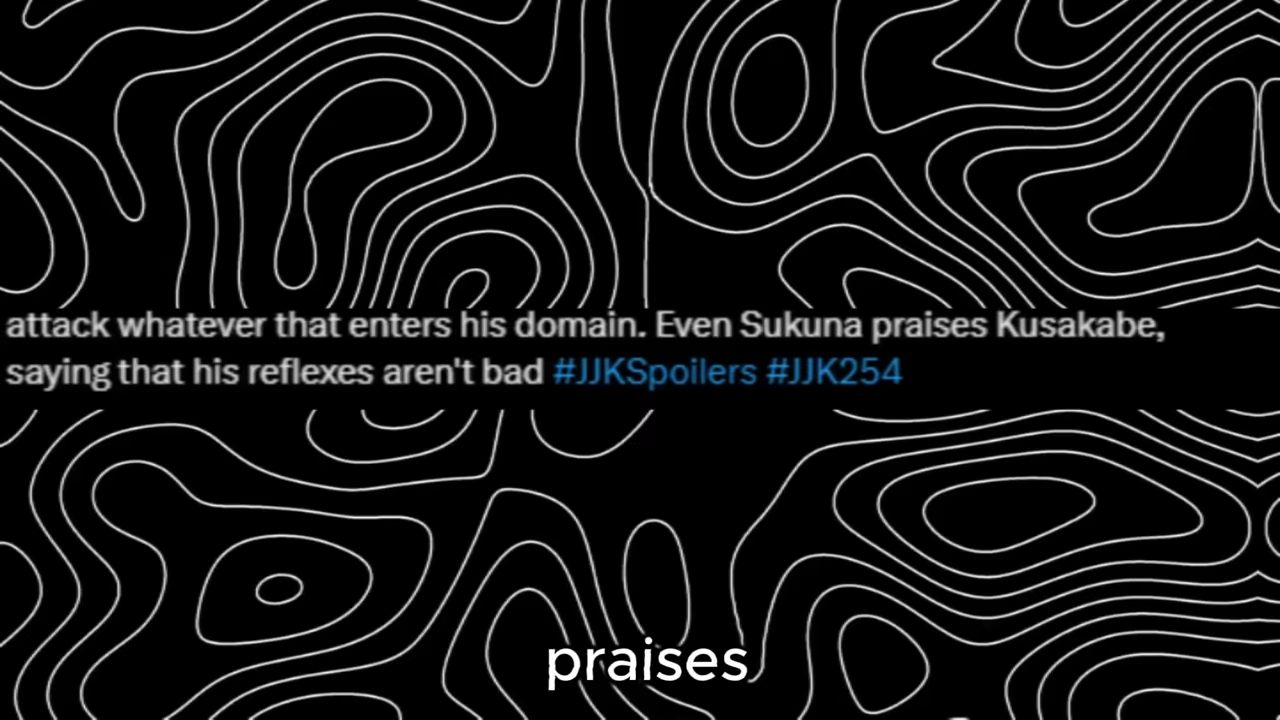 attack whatever that enters his domain. Even Sukuna praises Kusakabe,
saying that his reflexes aren't bad #JJKSpoilers #JJK254
praises